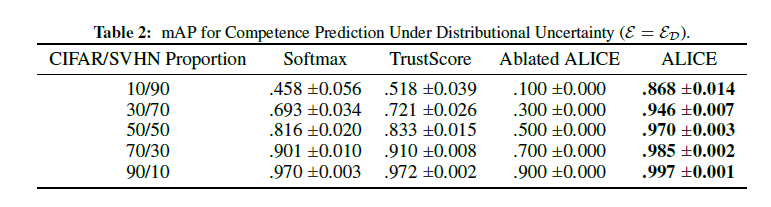 Table 2: mAP for Competence Prediction Under Distributional Uncertainty (ℰ = ℰ_𝒟).
CIFAR/SVHN Proportion Softmax TrustScore Ablated ALICE ALICE
10/90 .458 ±0.056 .518 ±0.039 .100 ±0.000 .868 ±0.014
30/70 .693 ±0.034 .721 ±0.026 .300 ±0.000 .946 ±0.007
50/50 .816 ±0.020 .833 ±0.015 .500 ±0.000 .970 ±0.003
70/30 .901 ±0.010 .910 ±0.008 .700 ±0.000 .985 ±0.002
90/10 .970 ±0.003 .972 ±0.002 .900 ±0.000 .997 ±0.001